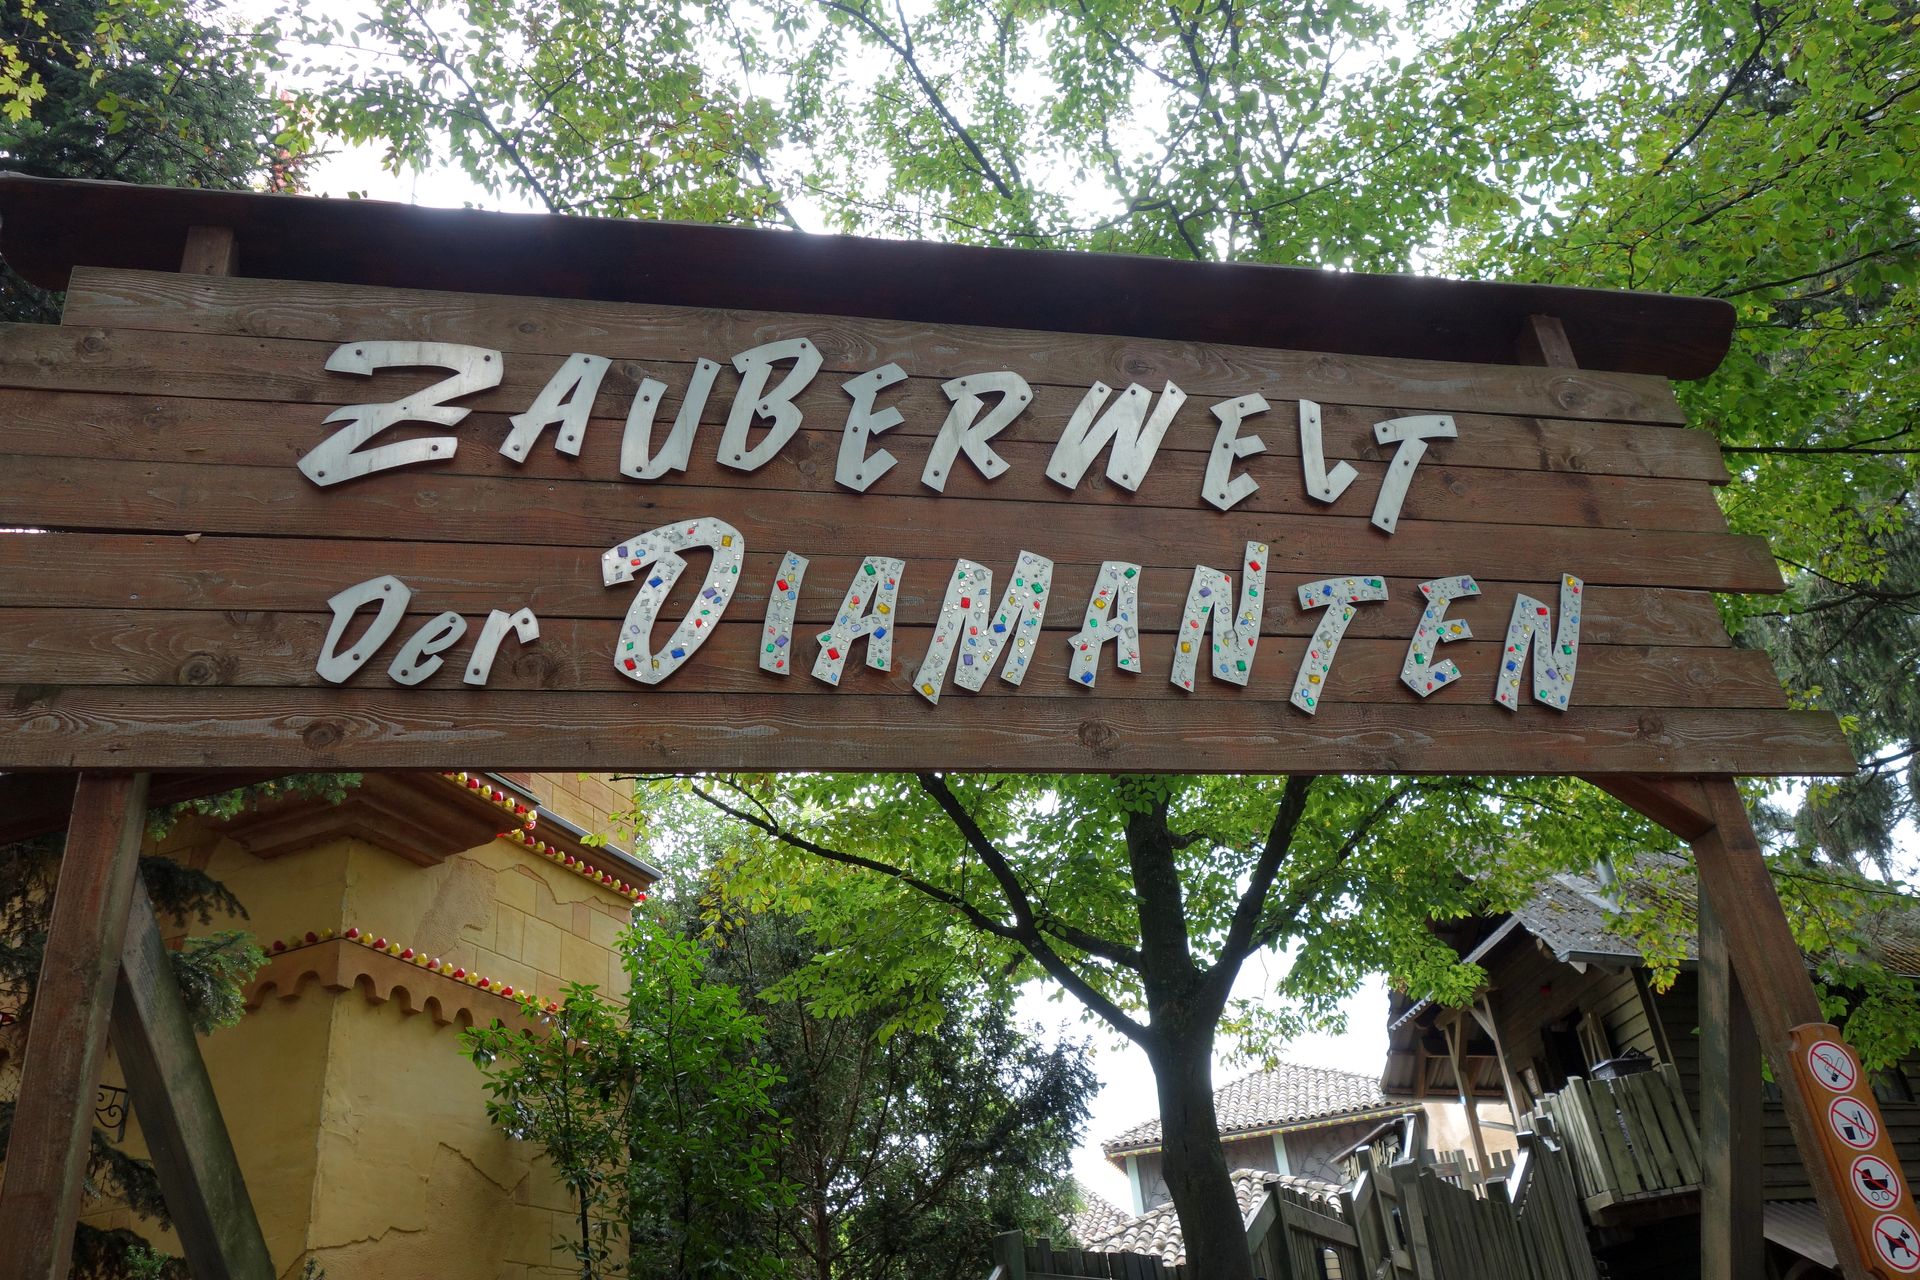 ZAUBERWELT
Der DIAMANTEN